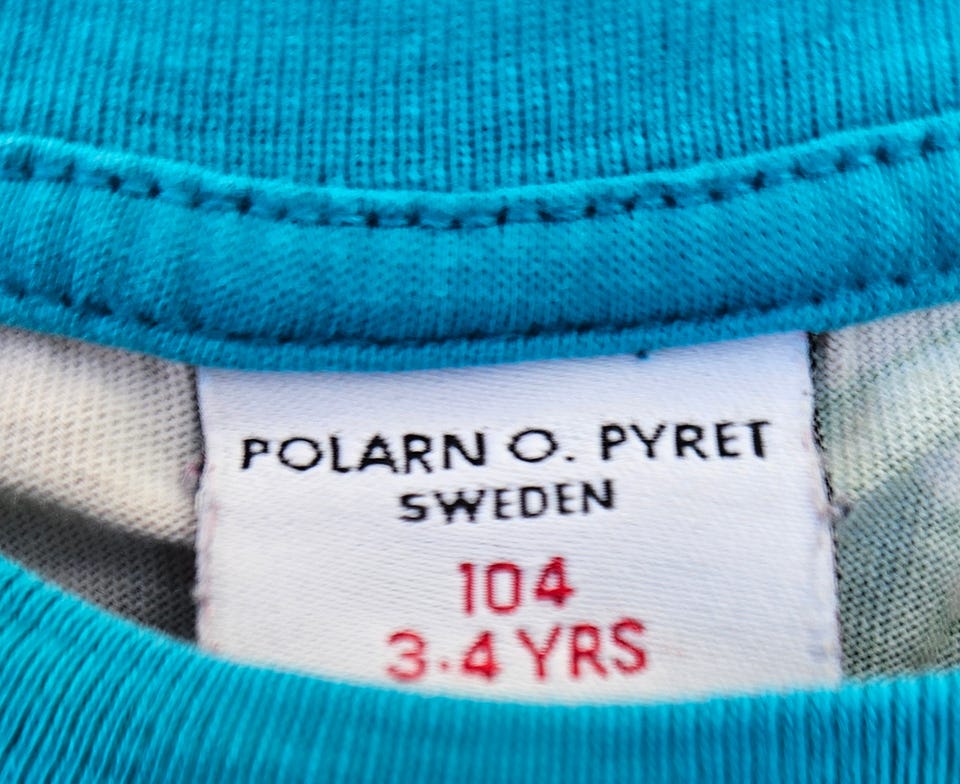 POLARN O. PYRET
SWEDEN
104
3-4 YRS